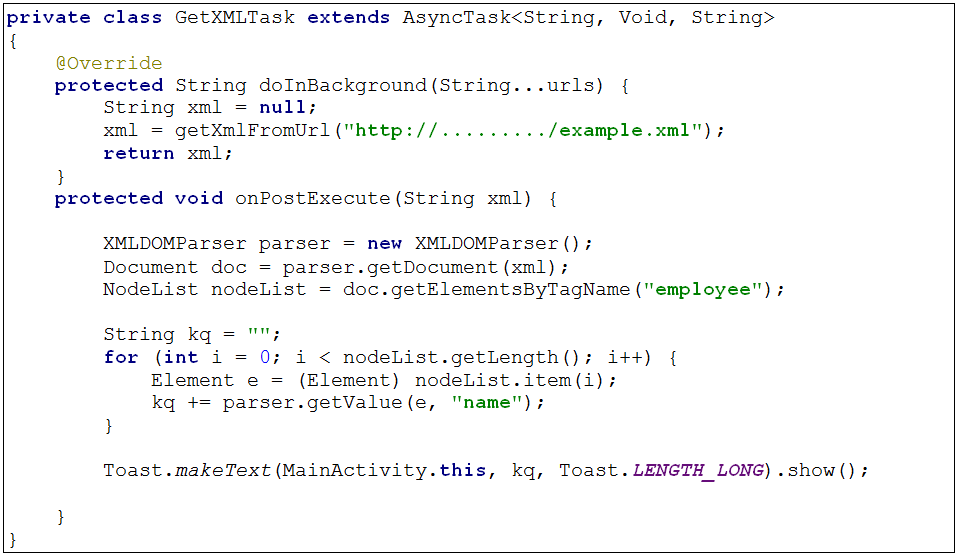 private class GetXMLTask extends AsyncTask<String, Void, String>
{
    @Override
    protected String doInBackground(String...urls) {
        String xml = null;
        xml = getXmlFromUrl("http://........./example.xml");
        return xml;
    }
    protected void onPostExecute(String xml) {

        XMLDOMParser parser = new XMLDOMParser();
        Document doc = parser.getDocument(xml);
        NodeList nodeList = doc.getElementsByTagName("employee");

        String kq = "";
        for (int i = 0; i < nodeList.getLength(); i++) {
            Element e = (Element) nodeList.item(i);
            kq += parser.getValue(e, "name");
        }

        Toast.makeText(MainActivity.this, kq, Toast.LENGTH_LONG).show();

    }
}